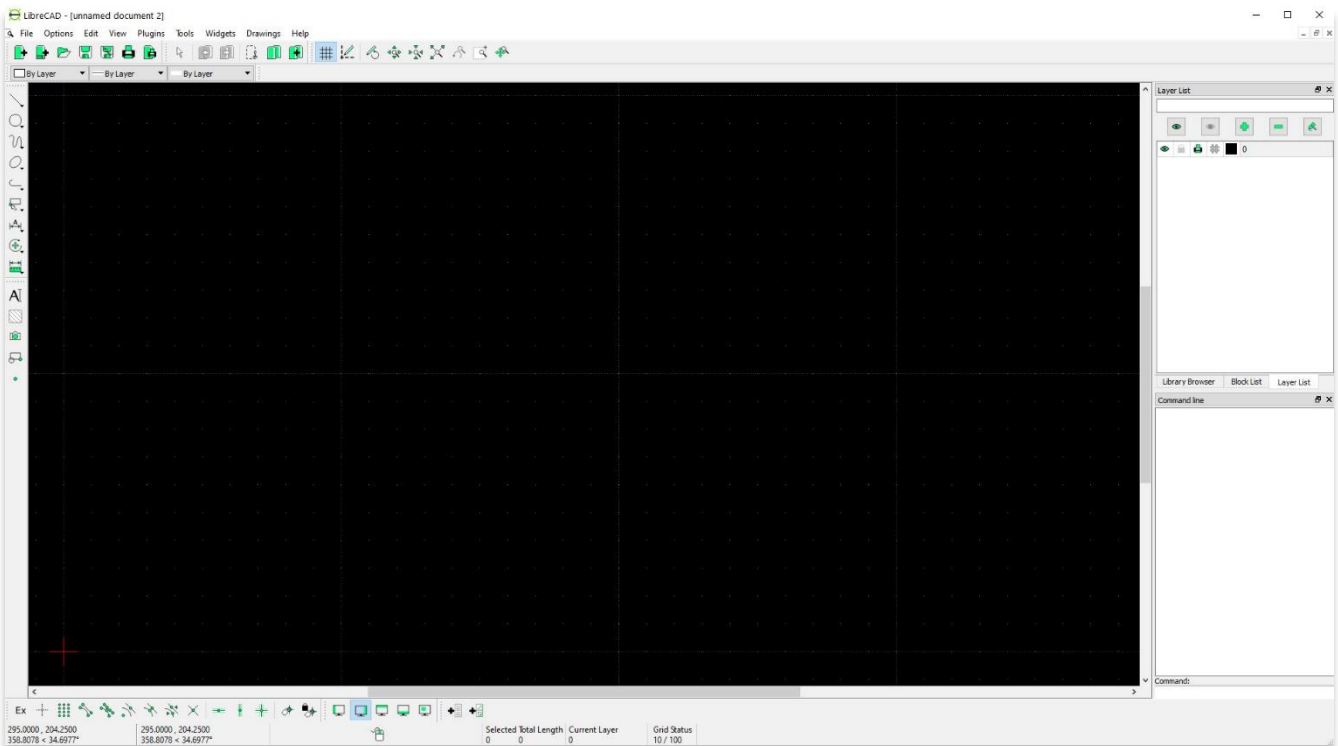 LibreCAD - [unnamed document 2]
File Options Edit View Plugins Tools Widgets Drawings Help
By Layer By Layer By Layer
Layer List
0
Library Browser Block List Layer List
Command line
Command:
Ex
295.0000 , 204.2500 295.0000 , 204.2500 Selected Total Length Current Layer Grid Status
358.8078 < 34.6977° 358.8078 < 34.6977° 0 0 0 10 / 100